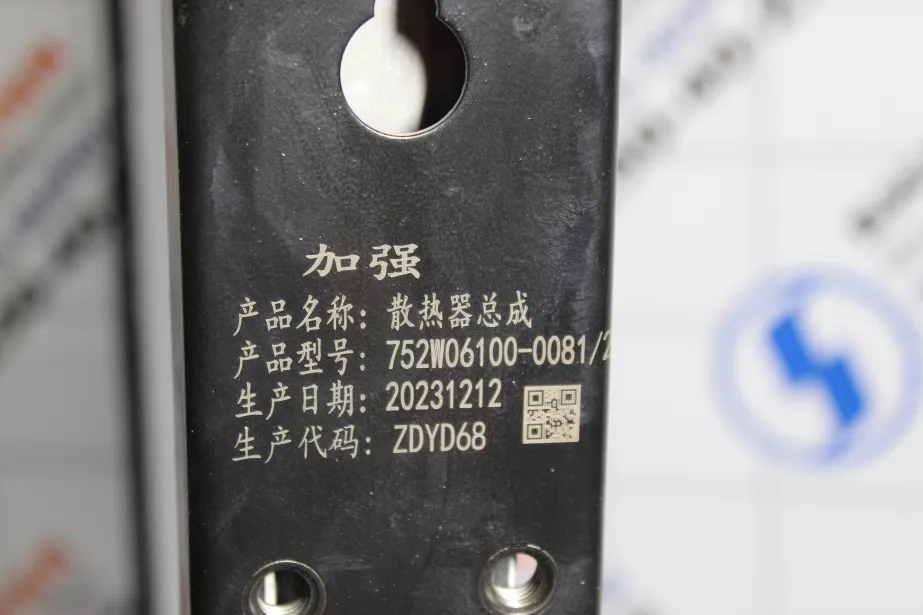 加强
产品名称：散热器总成
产品型号：752W06100-0081/2
生产日期：20231212
生产代码：ZDYD68